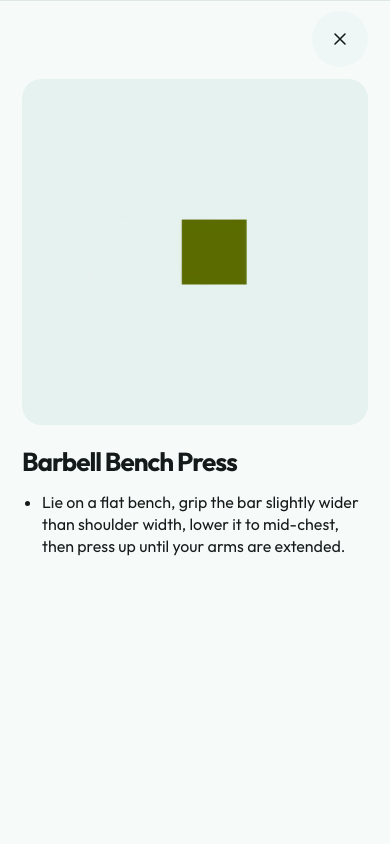 Barbell Bench Press
• Lie on a flat bench, grip the bar slightly wider
than shoulder width, lower it to mid-chest,
then press up until your arms are extended.